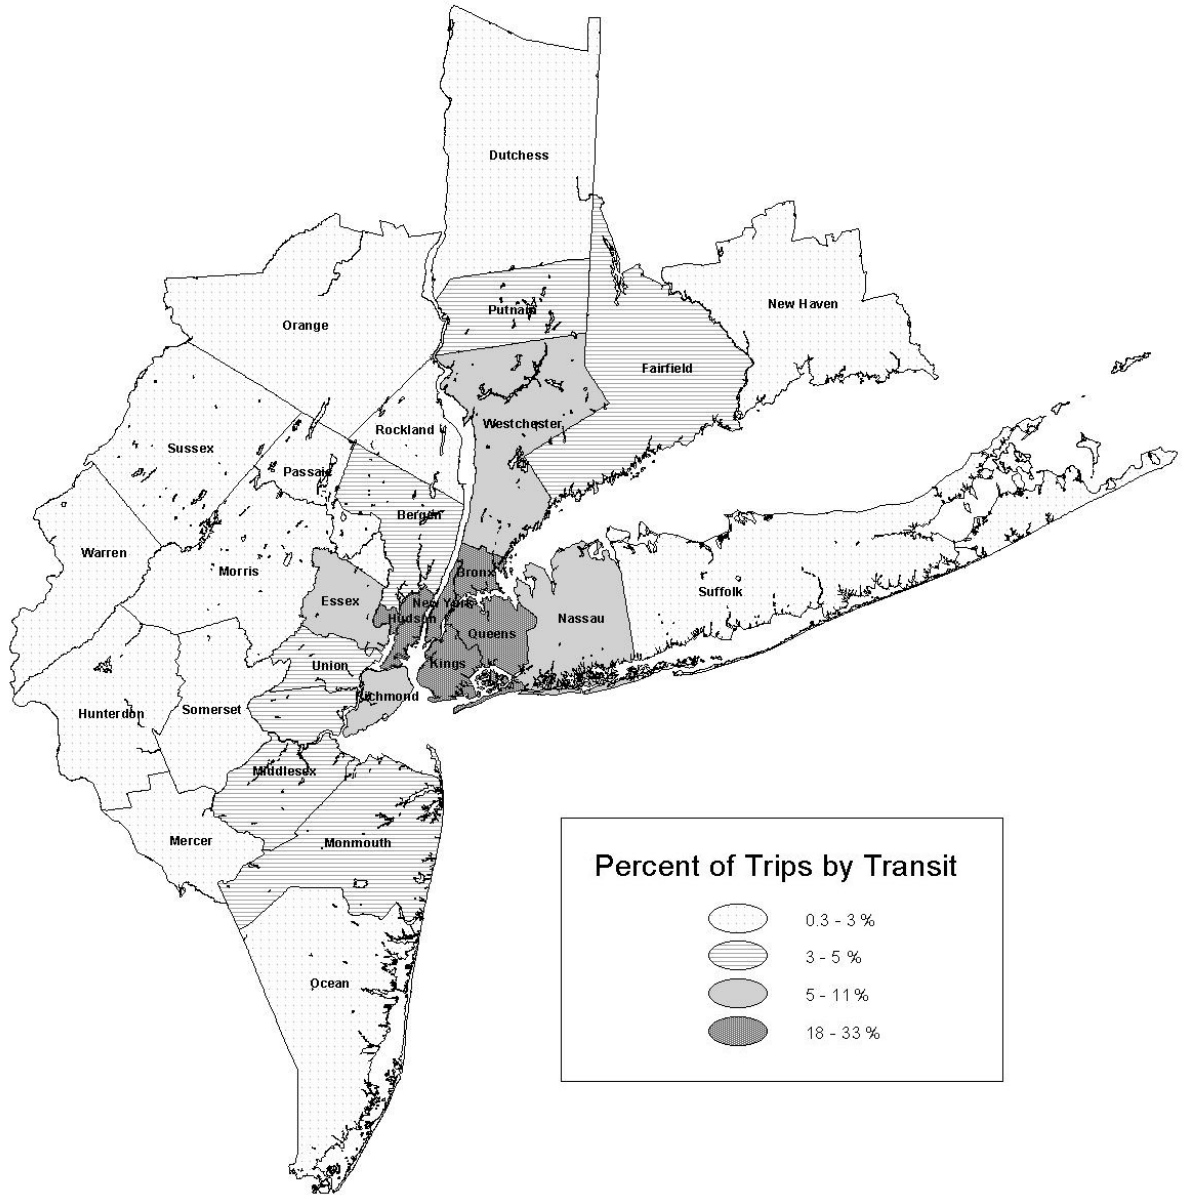 Dutchess
New Haven
Putnam
Orange
Fairfield
Westchester
Rockland
Sussex
Passaic
Bergen
Warren
Morris
Bronx
Essex
New York
Hudson
Suffolk
Nassau
Queens
Union
Kings
Richmond
Hunterdon
Somerset
Middlesex
Mercer
Monmouth
Ocean
Percent of Trips by Transit
0.3 - 3 %
3 - 5 %
5 - 11 %
18 - 33 %